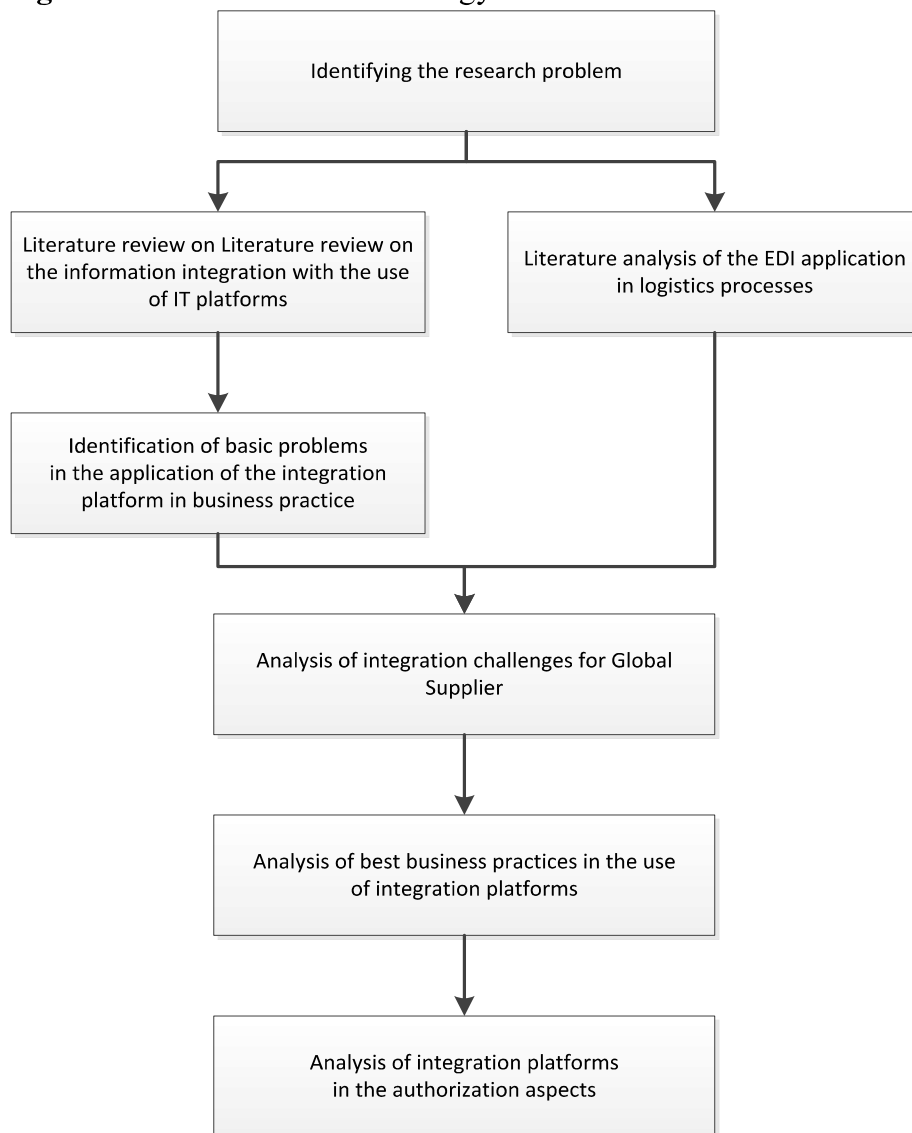 Identifying the research problem
Literature review on Literature review on
the information integration with the use
of IT platforms
Literature analysis of the EDI application
in logistics processes
Identification of basic problems
in the application of the integration
platform in business practice
Analysis of integration challenges for Global
Supplier
Analysis of best business practices in the use
of integration platforms
Analysis of integration platforms
in the authorization aspects